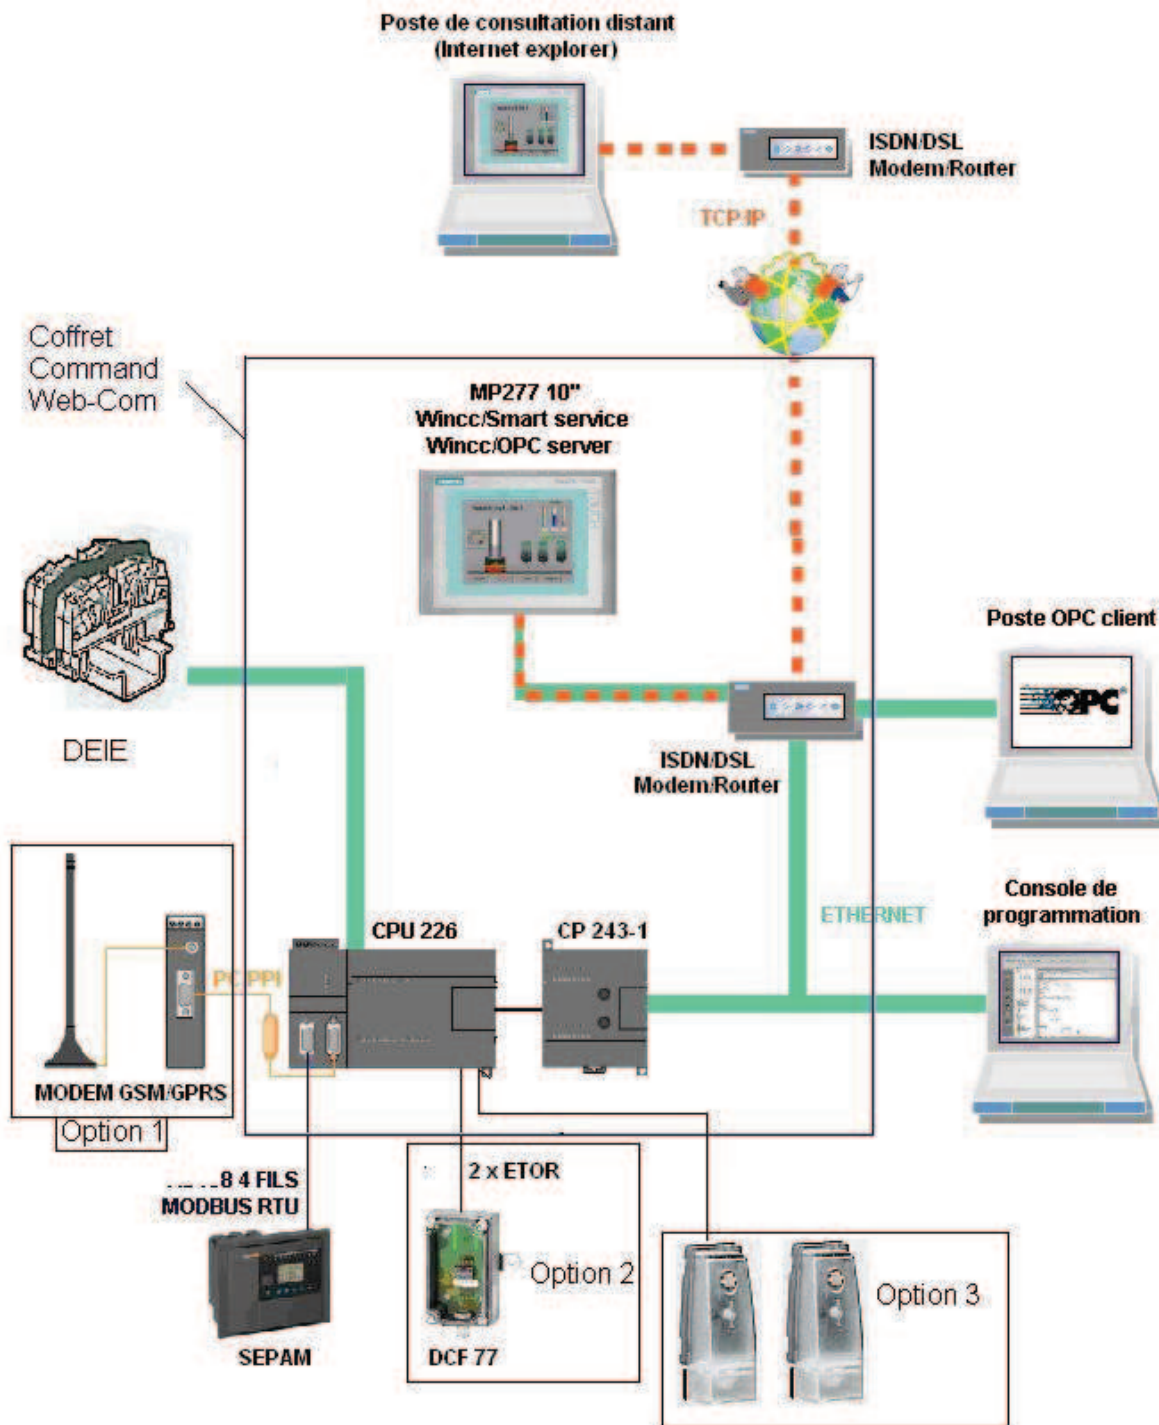 Poste de consultation distant
(Internet explorer)
ISDN/DSL
Modem/Router
TCP-IP
Coffret
Command
Web-Com
MP277 10"
Wincc/Smart service
Wincc/OPC server
Poste OPC client
OPC
DEIE
ISDN/DSL
Modem/Router
Console de
programmation
ETHERNET
CPU 226
CP 243-1
PC/PPI
MODEM GSM/GPRS
Option 1
4 FILS
MODBUS RTU
2 x ETOR
Option 2
Option 3
SEPAM
DCF 77